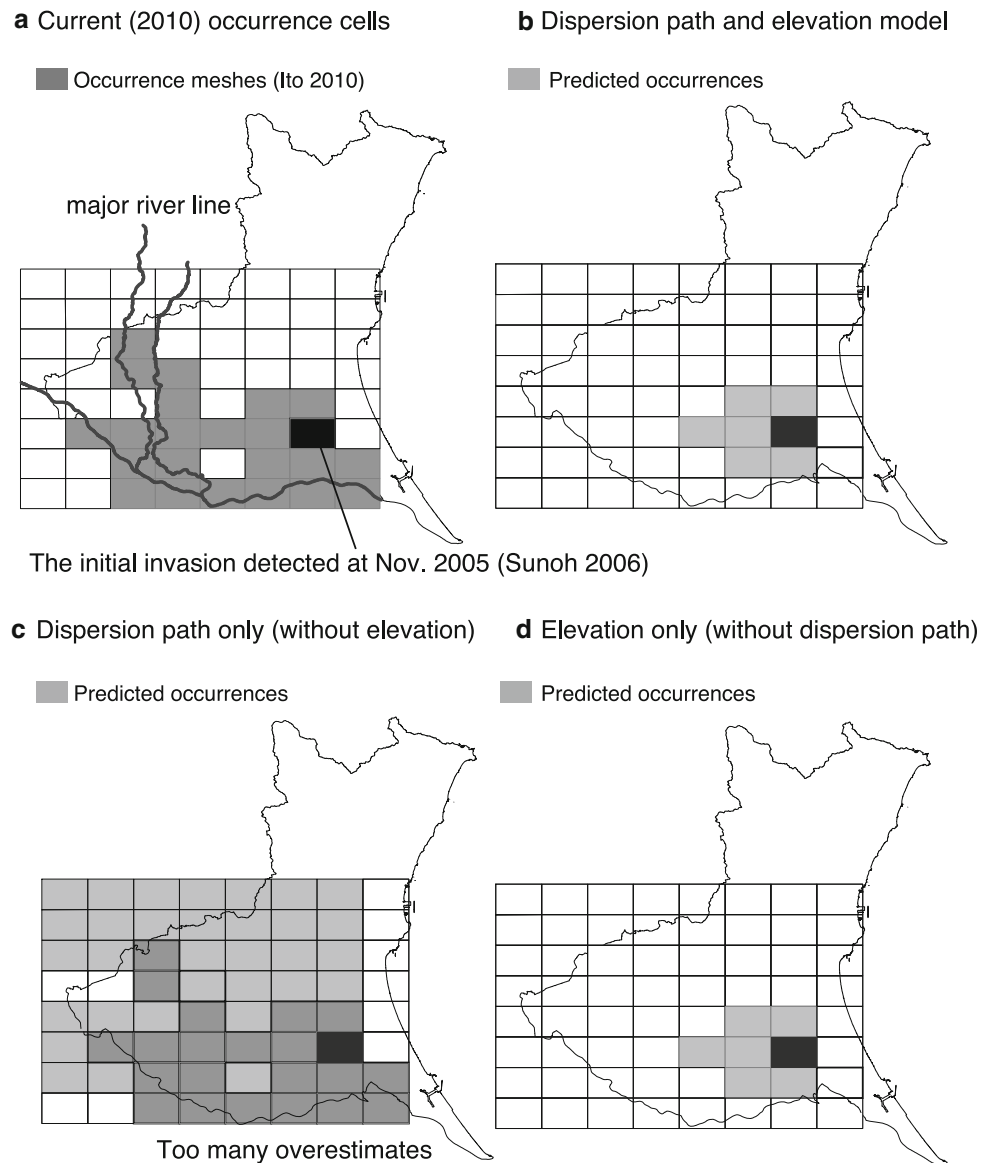 a Current (2010) occurrence cells
Occurrence meshes (Ito 2010)
major river line
The initial invasion detected at Nov. 2005 (Sunoh 2006)
b Dispersion path and elevation model
Predicted occurrences
c Dispersion path only (without elevation)
Predicted occurrences
Too many overestimates
d Elevation only (without dispersion path)
Predicted occurrences